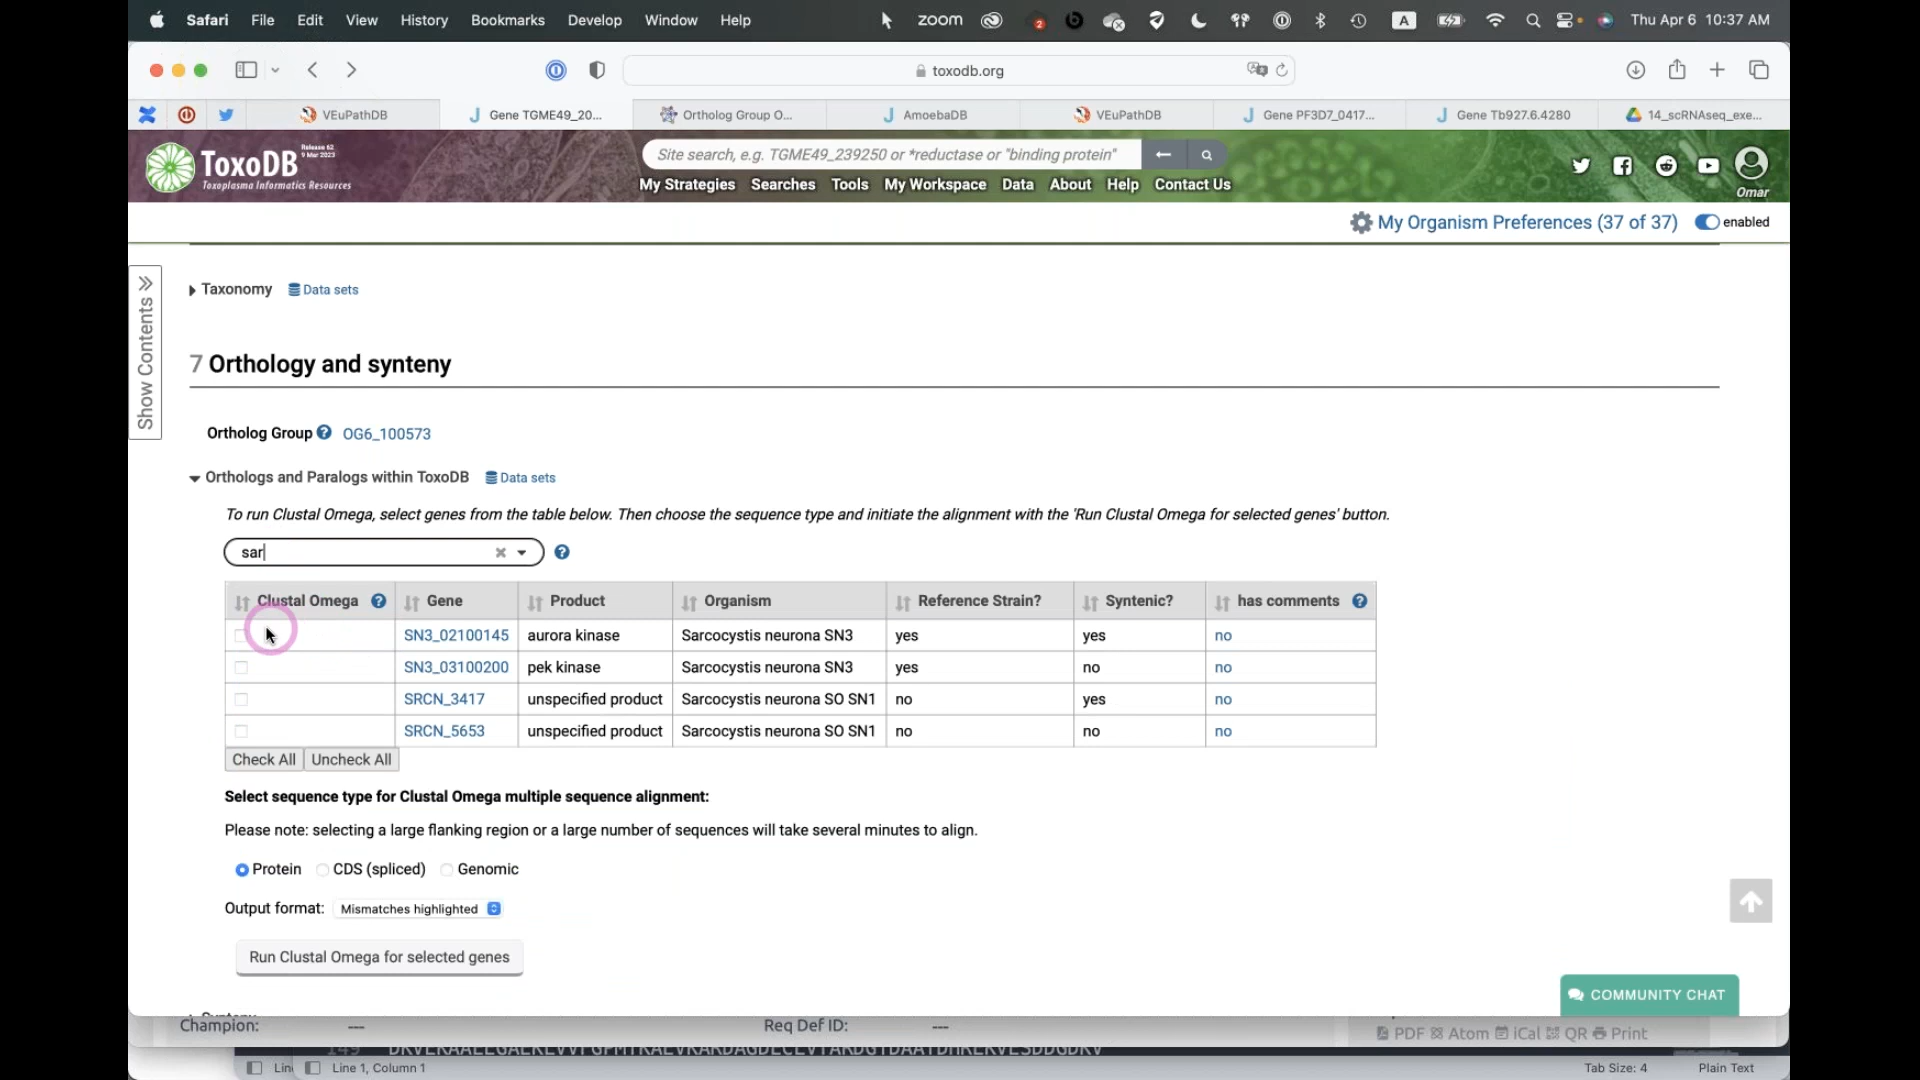 Safari File Edit View History Bookmarks Develop Window Help zoom 2 A Thu Apr 6 10:37 AM
toxodb.org
VEuPathDB Gene TGME49_20... Ortholog Group O... AmoebaDB VEuPathDB Gene PF3D7_0417... Gene Tb927.6.4280 14_scRNAseq_exe...
ToxoDB Release 62 9 Mar 2023
Toxoplasma Informatics Resources
Site search, e.g. TGME49_239250 or *reductase or "binding protein"
My Strategies Searches Tools My Workspace Data About Help Contact Us
Omar
My Organism Preferences (37 of 37) enabled
Show Contents
Taxonomy Data sets
7 Orthology and synteny
Ortholog Group OG6_100573
Orthologs and Paralogs within ToxoDB Data sets
To run Clustal Omega, select genes from the table below. Then choose the sequence type and initiate the alignment with the 'Run Clustal Omega for selected genes' button.
sar
Clustal Omega Gene Product Organism Reference Strain? Syntenic? has comments
SN3_02100145 aurora kinase Sarcocystis neurona SN3 yes yes no
SN3_03100200 pek kinase Sarcocystis neurona SN3 yes no no
SRCN_3417 unspecified product Sarcocystis neurona SO SN1 no yes no
SRCN_5653 unspecified product Sarcocystis neurona SO SN1 no no no
Check All Uncheck All
Select sequence type for Clustal Omega multiple sequence alignment:
Please note: selecting a large flanking region or a large number of sequences will take several minutes to align.
Protein CDS (spliced) Genomic
Output format: Mismatches highlighted
Run Clustal Omega for selected genes
COMMUNITY CHAT
Champion: --- Req Def ID: --- PDF Atom iCal QR Print
Line 1, Column 1 Tab Size: 4 Plain Text